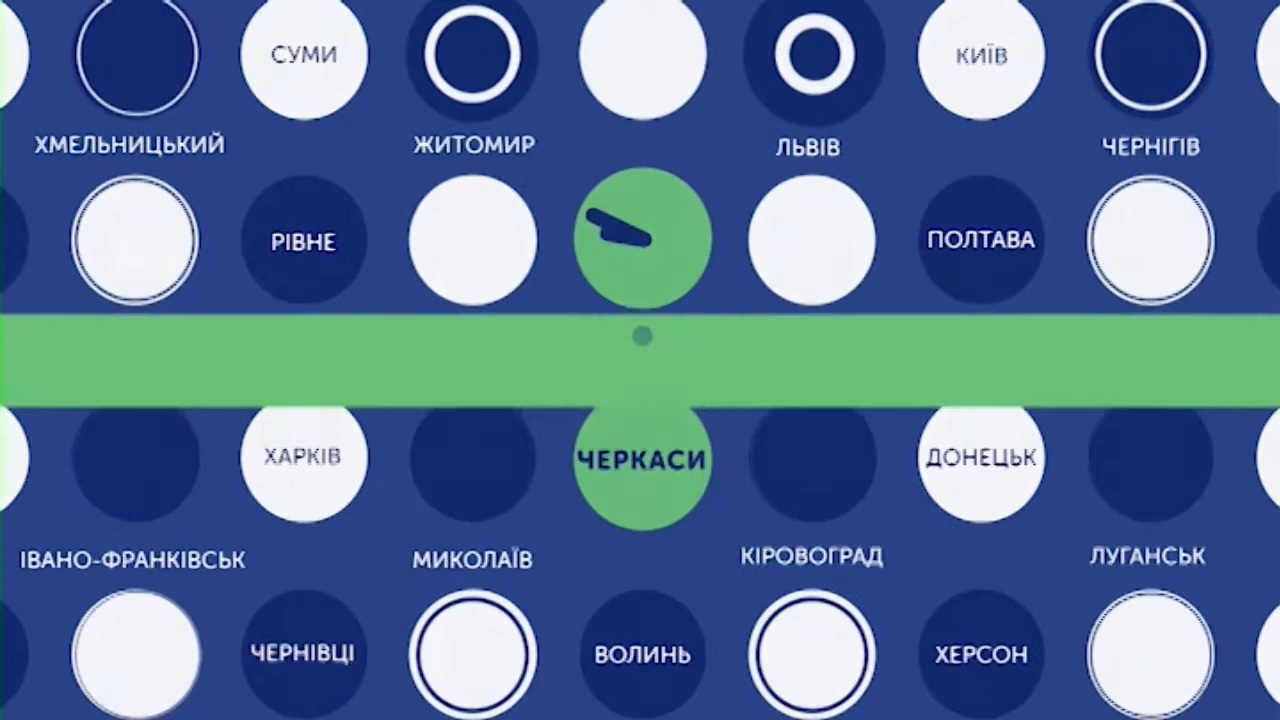 СУМИ
КИЇВ
ХМЕЛЬНИЦЬКИЙ
ЖИТОМИР
ЛЬВІВ
ЧЕРНІГІВ
РІВНЕ
ПОЛТАВА
ХАРКІВ
ЧЕРКАСИ
ДОНЕЦЬК
ІВАНО-ФРАНКІВСЬК
МИКОЛАЇВ
КІРОВОГРАД
ЛУГАНСЬК
ЧЕРНІВЦІ
ВОЛИНЬ
ХЕРСОН